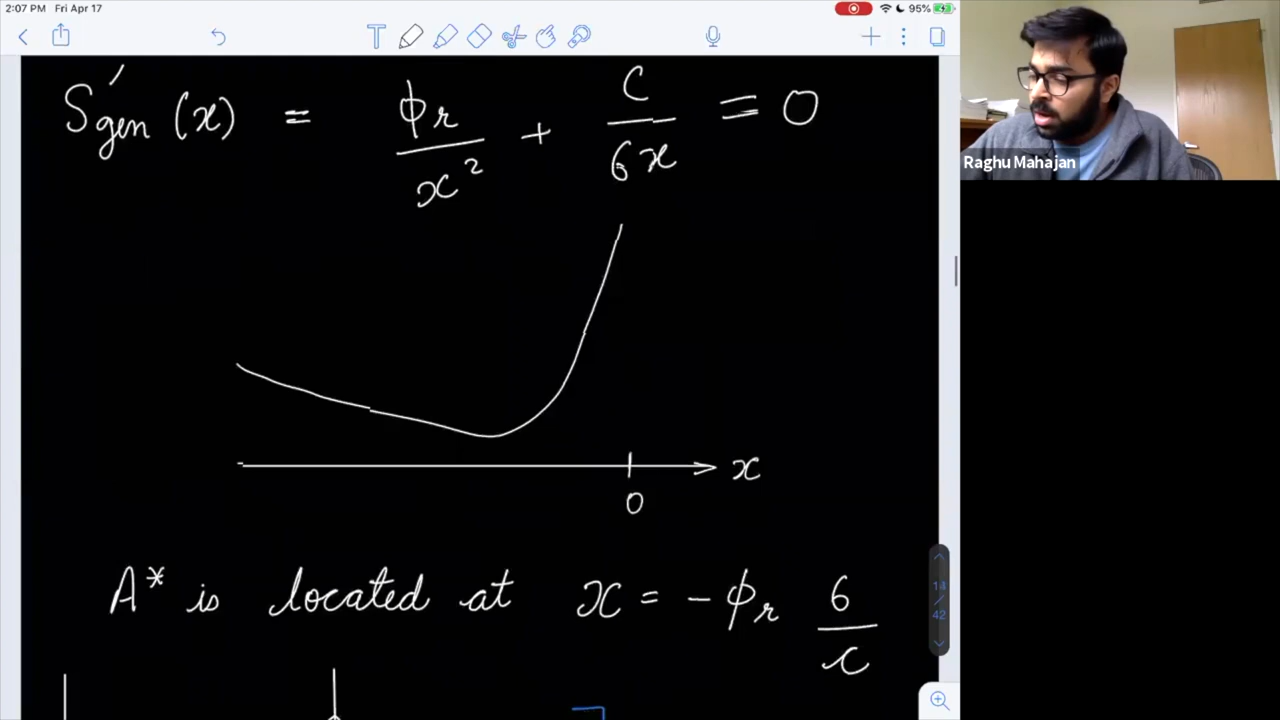 2:07 PM Fri Apr 17
95%
S'gen (x) = φr/x² + C/6x = 0
x
0
A* is located at x = - φr 6/c
Raghu Mahajan
T
42